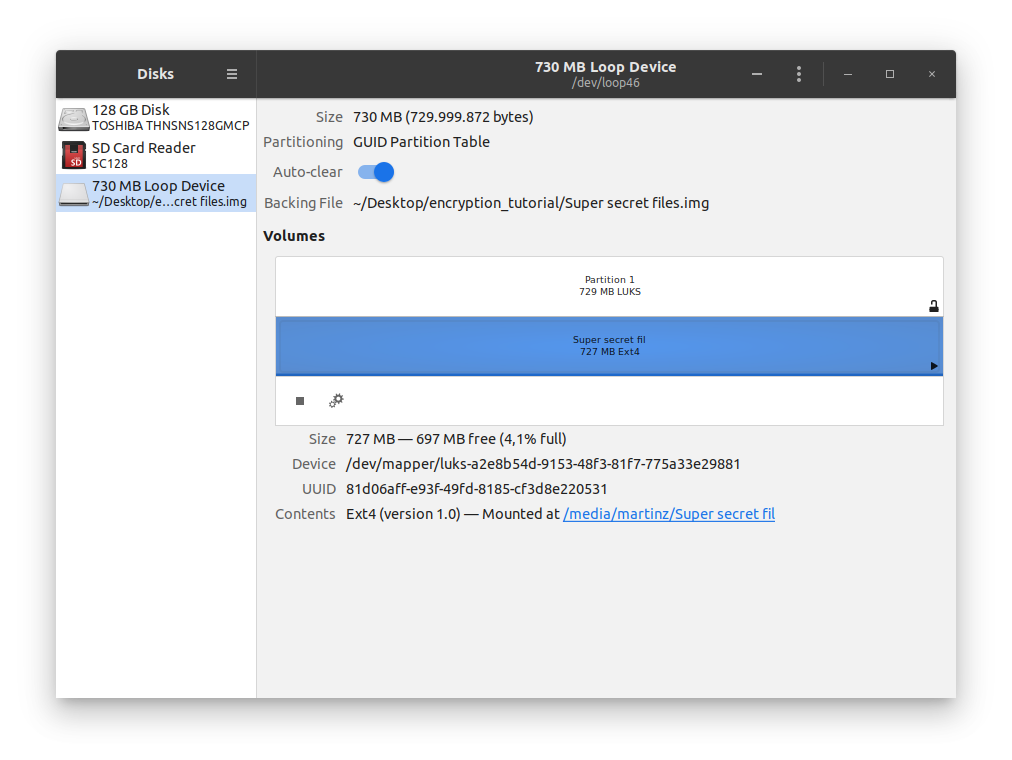 Disks
730 MB Loop Device
/dev/loop46
128 GB Disk
TOSHIBA THNSNS128GMCP
SD Card Reader
SC128
730 MB Loop Device
~/Desktop/e…cret files.img
Size 730 MB (729.999.872 bytes)
Partitioning GUID Partition Table
Auto-clear
Backing File ~/Desktop/encryption_tutorial/Super secret files.img
Volumes
Partition 1
729 MB LUKS
Super secret fil
727 MB Ext4
Size 727 MB — 697 MB free (4,1% full)
Device /dev/mapper/luks-a2e8b54d-9153-48f3-81f7-775a33e29881
UUID 81d06aff-e93f-49fd-8185-cf3d8e220531
Contents Ext4 (version 1.0) — Mounted at /media/martinz/Super secret fil
SD